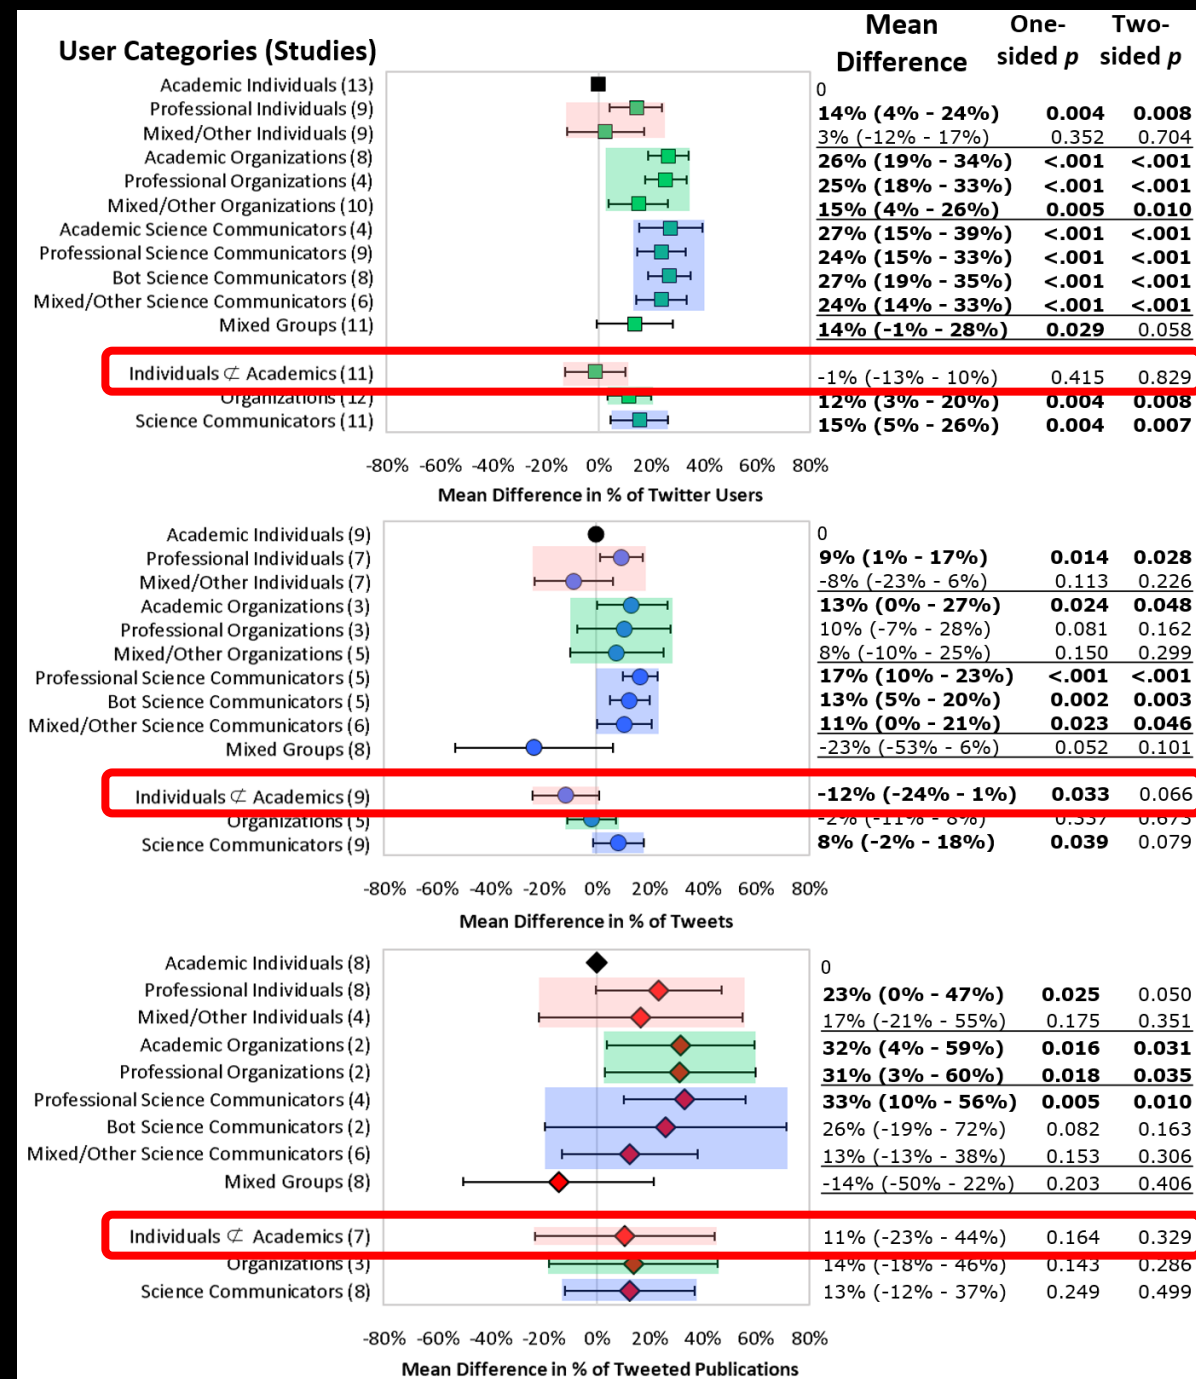 User Categories (Studies) Mean Difference One-sided p Two-sided p
Academic Individuals (13) 0
Professional Individuals (9) 14% (4% - 24%) 0.004 0.008
Mixed/Other Individuals (9) 3% (-12% - 17%) 0.352 0.704
Academic Organizations (8) 26% (19% - 34%) <.001 <.001
Professional Organizations (4) 25% (18% - 33%) <.001 <.001
Mixed/Other Organizations (10) 15% (4% - 26%) 0.005 0.010
Academic Science Communicators (4) 27% (15% - 39%) <.001 <.001
Professional Science Communicators (9) 24% (15% - 33%) <.001 <.001
Bot Science Communicators (8) 27% (19% - 35%) <.001 <.001
Mixed/Other Science Communicators (6) 24% (14% - 33%) <.001 <.001
Mixed Groups (11) 14% (-1% - 28%) 0.029 0.058
Individuals ⊄ Academics (11) -1% (-13% - 10%) 0.415 0.829
Organizations (12) 12% (3% - 20%) 0.004 0.008
Science Communicators (11) 15% (5% - 26%) 0.004 0.007
-80% -60% -40% -20% 0% 20% 40% 60% 80%
Mean Difference in % of Twitter Users
Academic Individuals (9) 0
Professional Individuals (7) 9% (1% - 17%) 0.014 0.028
Mixed/Other Individuals (7) -8% (-23% - 6%) 0.113 0.226
Academic Organizations (3) 13% (0% - 27%) 0.024 0.048
Professional Organizations (3) 10% (-7% - 28%) 0.081 0.162
Mixed/Other Organizations (5) 8% (-10% - 25%) 0.150 0.299
Professional Science Communicators (5) 17% (10% - 23%) <.001 <.001
Bot Science Communicators (5) 13% (5% - 20%) 0.002 0.003
Mixed/Other Science Communicators (6) 11% (0% - 21%) 0.023 0.046
Mixed Groups (8) -23% (-53% - 6%) 0.052 0.101
Individuals ⊄ Academics (9) -12% (-24% - 1%) 0.033 0.066
Organizations (5) -2% (-11% - 8%) 0.337 0.673
Science Communicators (9) 8% (-2% - 18%) 0.039 0.079
-80% -60% -40% -20% 0% 20% 40% 60% 80%
Mean Difference in % of Tweets
Academic Individuals (8) 0
Professional Individuals (8) 23% (0% - 47%) 0.025 0.050
Mixed/Other Individuals (4) 17% (-21% - 55%) 0.175 0.351
Academic Organizations (2) 32% (4% - 59%) 0.016 0.031
Professional Organizations (2) 31% (3% - 60%) 0.018 0.035
Professional Science Communicators (4) 33% (10% - 56%) 0.005 0.010
Bot Science Communicators (2) 26% (-19% - 72%) 0.082 0.163
Mixed/Other Science Communicators (6) 13% (-13% - 38%) 0.153 0.306
Mixed Groups (8) -14% (-50% - 22%) 0.203 0.406
Individuals ⊄ Academics (7) 11% (-23% - 44%) 0.164 0.329
Organizations (3) 14% (-18% - 46%) 0.143 0.286
Science Communicators (8) 13% (-12% - 37%) 0.249 0.499
-80% -60% -40% -20% 0% 20% 40% 60% 80%
Mean Difference in % of Tweeted Publications